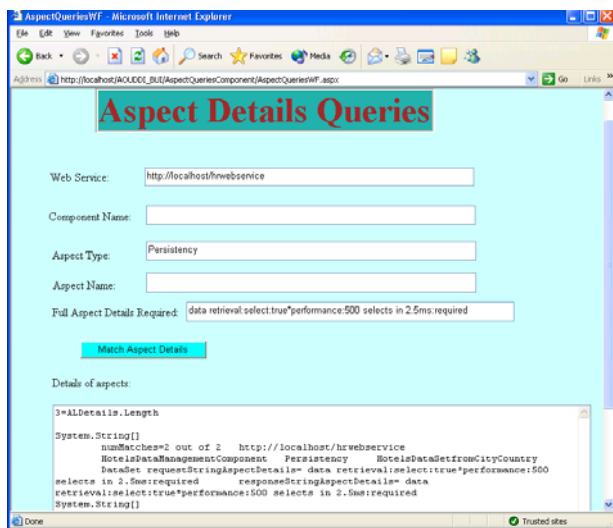 AspectQueriesWF - Microsoft Internet Explorer
File Edit View Favorites Tools Help
Back Search Favorites Media
Address http://localhost/AOUDDI_BUI/AspectQueriesComponent/AspectQueriesWF.aspx Go Links »
Aspect Details Queries
Web Service: http://localhost/hrwebservice
Component Name:
Aspect Type: Persistency
Aspect Name:
Full Aspect Details Required: data retrieval:select:true*performance:500 selects in 2.5ms:required
Match Aspect Details
Details of aspects:
3=ALDetails.Length
System.String[]
numMatches=2 out of 2 http://localhost/hrwebservice
HotelsDataManagementComponent Persistency HotelsDataSetfromCityCountry
DataSet requestStringAspectDetails= data retrieval:select:true*performance:500
selects in 2.5ms:required responseStringAspectDetails= data
retrieval:select:true*performance:500 selects in 2.5ms:required
System.String[]
Done Trusted sites